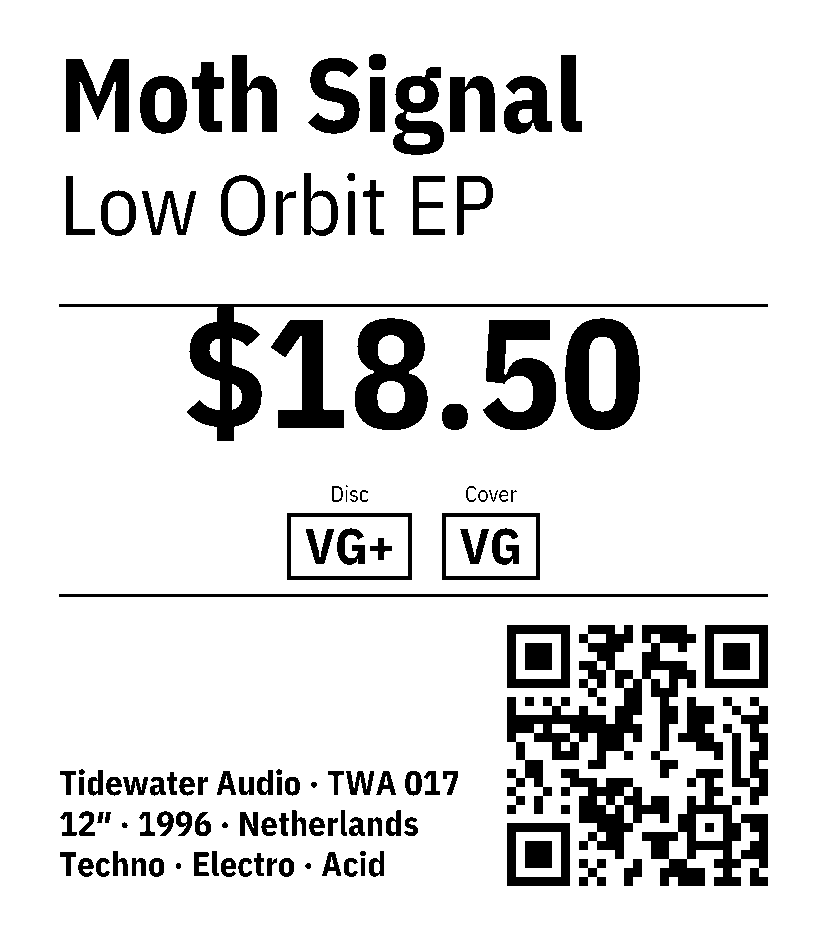 Moth Signal
Low Orbit EP
$18.50
Disc Cover
VG+ VG
Tidewater Audio · TWA 017
12″ · 1996 · Netherlands
Techno · Electro · Acid